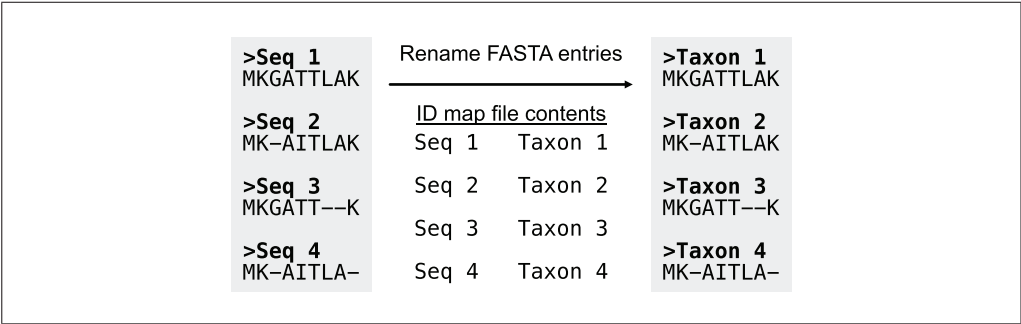 >Seq 1
MKGATTLAK
>Seq 2
MK-AITLAK
>Seq 3
MKGATT--K
>Seq 4
MK-AITLA-
Rename FASTA entries
ID map file contents
Seq 1 Taxon 1
Seq 2 Taxon 2
Seq 3 Taxon 3
Seq 4 Taxon 4
>Taxon 1
MKGATTLAK
>Taxon 2
MK-AITLAK
>Taxon 3
MKGATT--K
>Taxon 4
MK-AITLA-